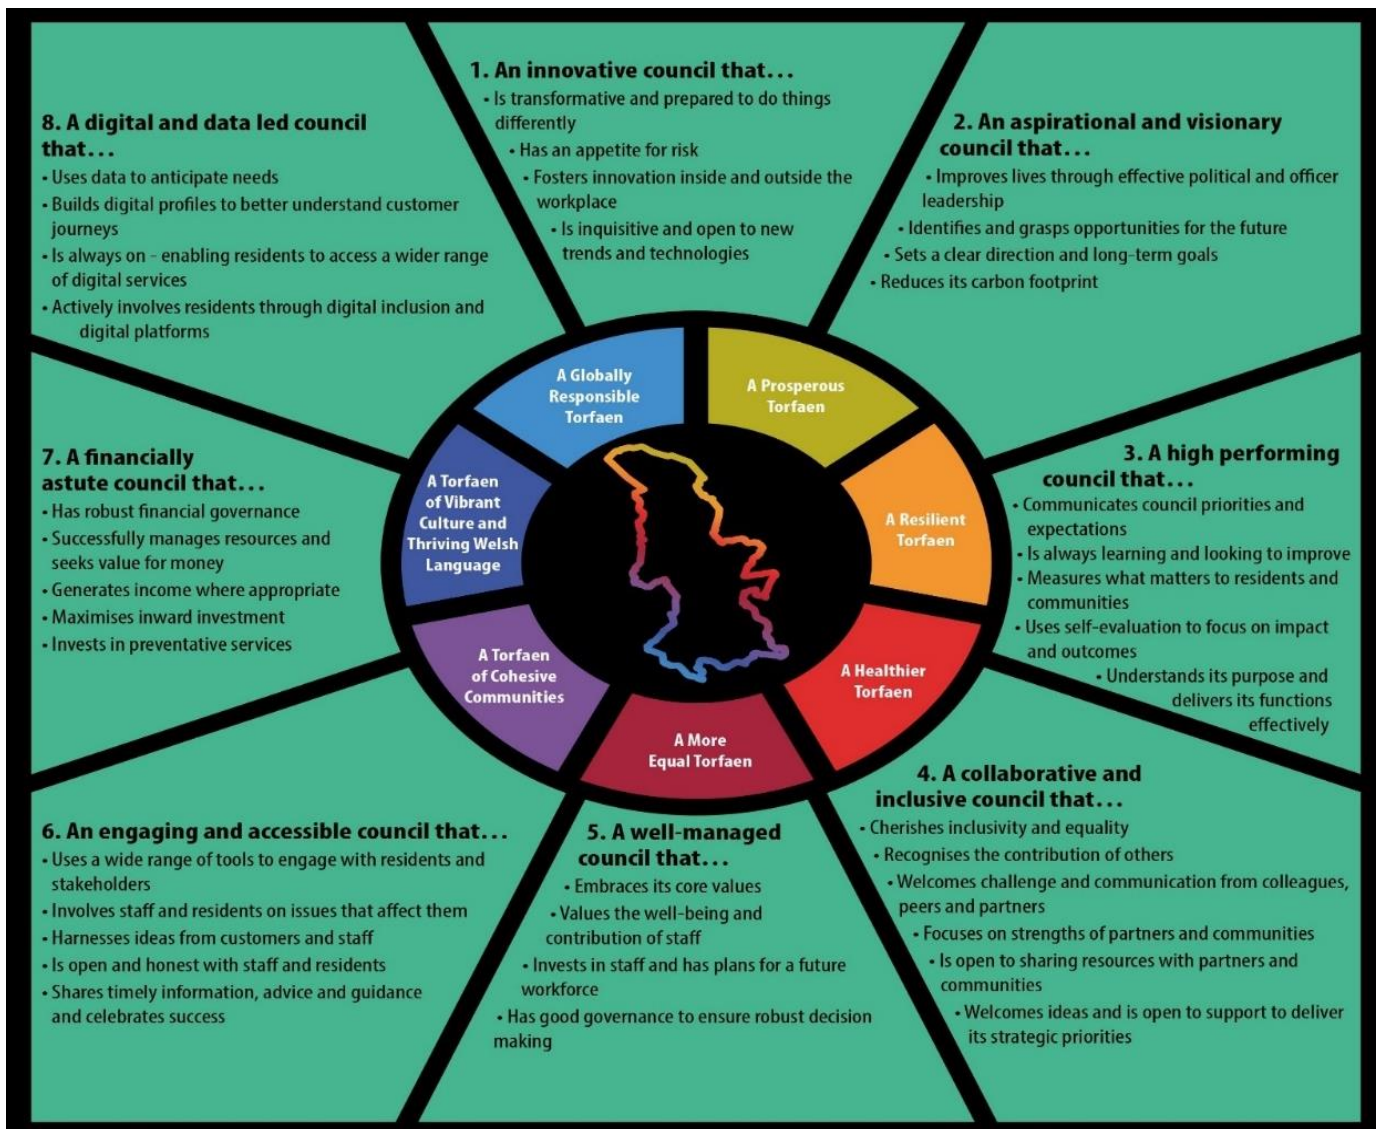 1. An innovative council that...
• Is transformative and prepared to do things
differently
• Has an appetite for risk
• Fosters innovation inside and outside the
workplace
• Is inquisitive and open to new
trends and technologies
2. An aspirational and visionary
council that...
• Improves lives through effective political and officer
leadership
• Identifies and grasps opportunities for the future
• Sets a clear direction and long-term goals
• Reduces its carbon footprint
3. A high performing
council that...
• Communicates council priorities and
expectations
• Is always learning and looking to improve
• Measures what matters to residents and
communities
• Uses self-evaluation to focus on impact
and outcomes
• Understands its purpose and
delivers its functions
effectively
4. A collaborative and
inclusive council that...
• Cherishes inclusivity and equality
• Recognises the contribution of others
• Welcomes challenge and communication from colleagues,
peers and partners
• Focuses on strengths of partners and communities
• Is open to sharing resources with partners and
communities
• Welcomes ideas and is open to support to deliver
its strategic priorities
5. A well-managed
council that...
• Embraces its core values
• Values the well-being and
contribution of staff
• Invests in staff and has plans for a future
workforce
• Has good governance to ensure robust decision
making
6. An engaging and accessible council that...
• Uses a wide range of tools to engage with residents and
stakeholders
• Involves staff and residents on issues that affect them
• Harnesses ideas from customers and staff
• Is open and honest with staff and residents
• Shares timely information, advice and guidance
and celebrates success
7. A financially
astute council that...
• Has robust financial governance
• Successfully manages resources and
seeks value for money
• Generates income where appropriate
• Maximises inward investment
• Invests in preventative services
8. A digital and data led council
that...
• Uses data to anticipate needs
• Builds digital profiles to better understand customer
journeys
• Is always on - enabling residents to access a wider range
of digital services
• Actively involves residents through digital inclusion and
digital platforms
A Globally
Responsible
Torfaen
A Prosperous
Torfaen
A Resilient
Torfaen
A Healthier
Torfaen
A More
Equal Torfaen
A Torfaen
of Cohesive
Communities
A Torfaen
of Vibrant
Culture and
Thriving Welsh
Language